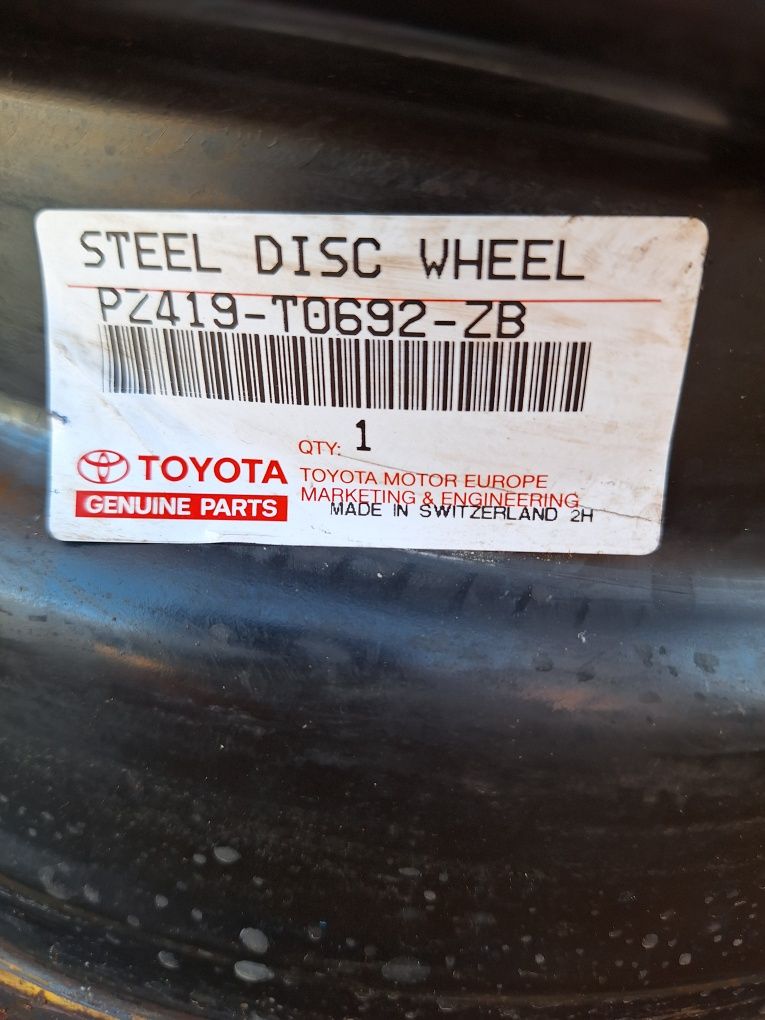 STEEL DISC WHEEL
PZ419-T0692-ZB
QTY: 1
TOYOTA
GENUINE PARTS
TOYOTA MOTOR EUROPE
MARKETING & ENGINEERING
MADE IN SWITZERLAND 2H